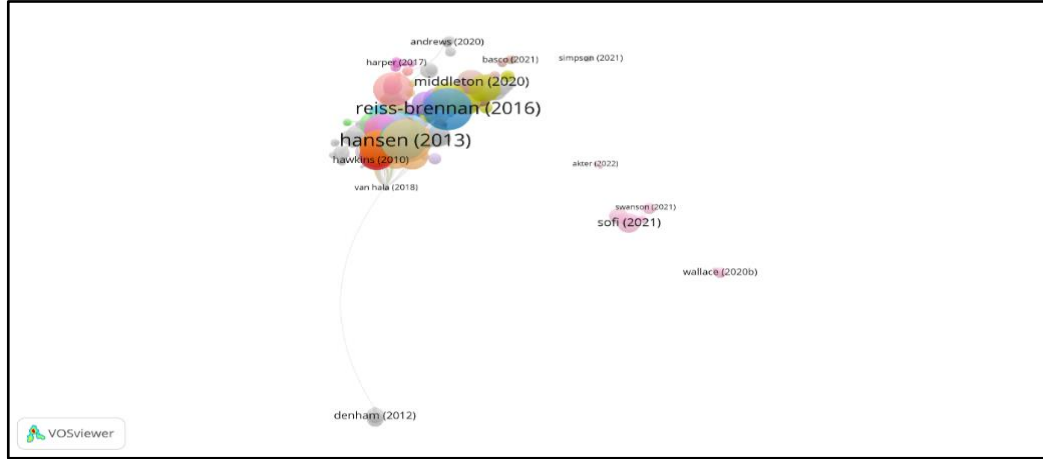 andrews (2020)
harper (2017)
basco (2021)
simpson (2021)
middleton (2020)
reiss-brennan (2016)
hansen (2013)
hawkins (2010)
akter (2022)
van hala (2018)
swanson (2021)
sofi (2021)
wallace (2020b)
denham (2012)
VOSviewer